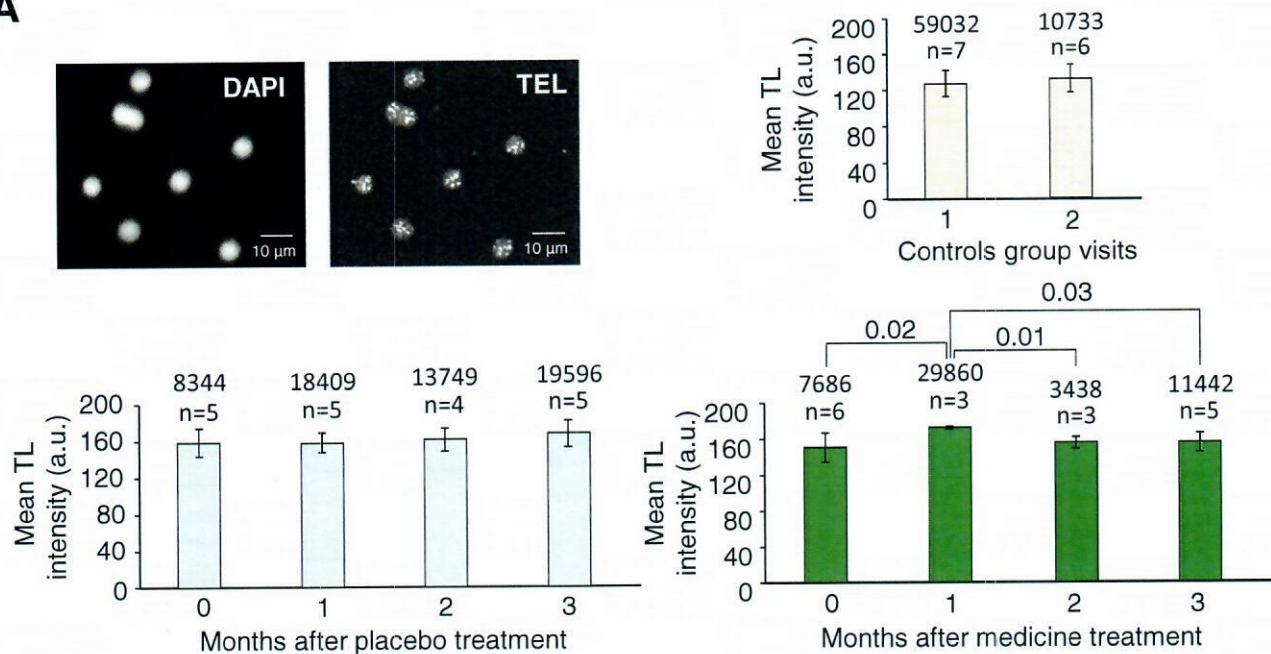 A
DAPI
10 µm
TEL
10 µm
Mean TL
intensity (a.u.)
200
160
120
80
40
0
59032
n=7
10733
n=6
1
2
Controls group visits
Mean TL
intensity (a.u.)
200
160
120
80
40
0
8344
n=5
18409
n=5
13749
n=4
19596
n=5
0
1
2
3
Months after placebo treatment
Mean TL
intensity (a.u.)
200
160
120
80
40
0
0.03
0.02
0.01
7686
n=6
29860
n=3
3438
n=3
11442
n=5
0
1
2
3
Months after medicine treatment